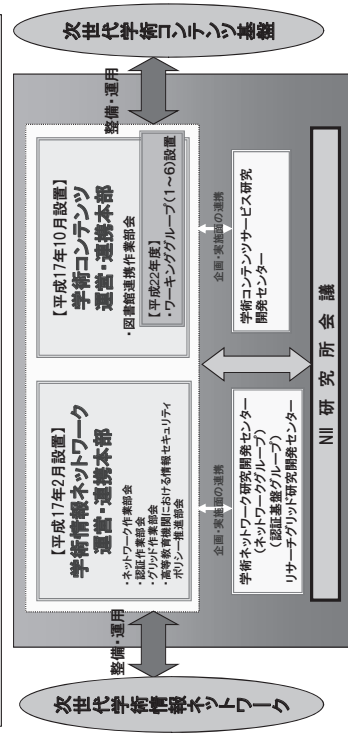 次世代学術情報ネットワーク
整備・運用
【平成17年2月設置】
学術情報ネットワーク
運営・連携本部
・ネットワーク作業部会
・認証作業部会
・グリッド作業部会
・高等教育機関における情報セキュリティ
ポリシー推進部会
【平成17年10月設置】
学術コンテンツ
運営・連携本部
・図書館連携作業部会
【平成22年度】
・ワーキンググループ(1~6)設置
整備・運用
次世代学術コンテンツ基盤
企画・実施面の連携
企画・実施面の連携
学術ネットワーク研究開発センター
(ネットワークグループ)
(認証基盤グループ)
リサーチグリッド研究開発センター
学術コンテンツサービス研究
開発センター
NII 研究所会議